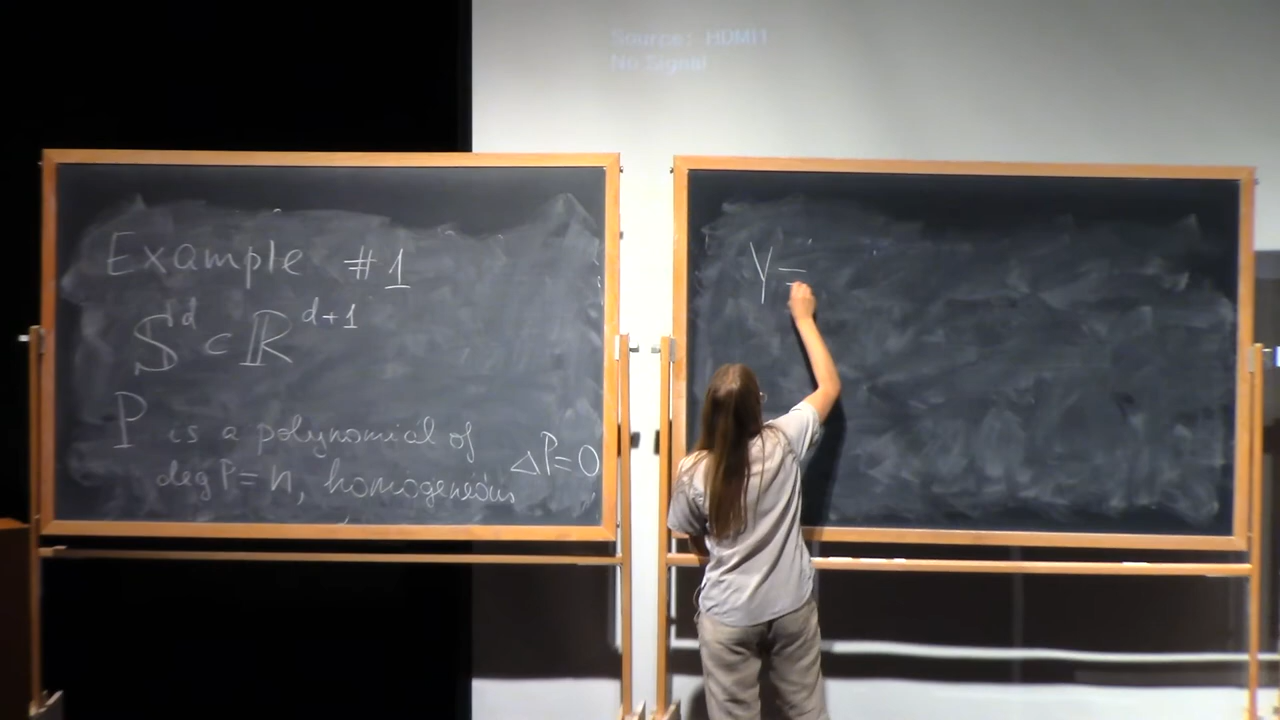 Source: HDMI1
No Signal
Example #1
𝕊^d ⊂ ℝ^{d+1}
P is a polynomial of
deg P = n, homogeneous ΔP=0
Y=